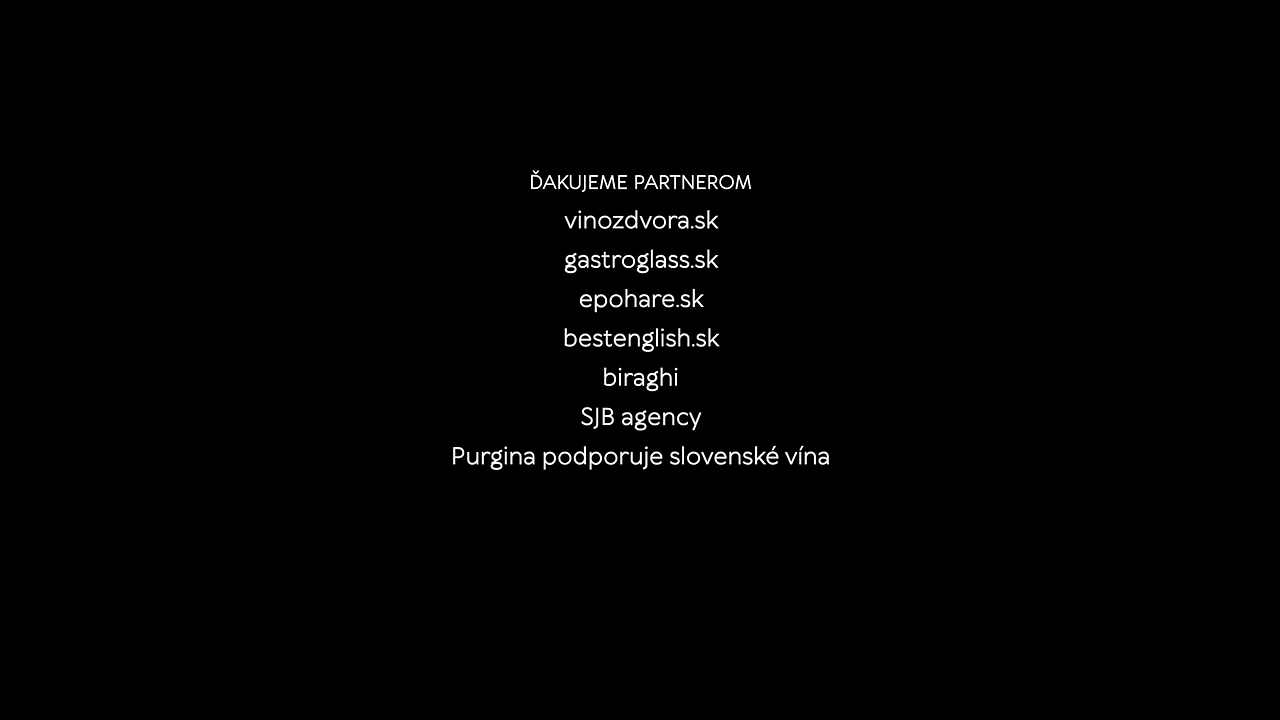 ĎAKUJEME PARTNEROM
vinozdvora.sk
gastroglass.sk
epohare.sk
bestenglish.sk
biraghi
SJB agency
Purgina podporuje slovenské vína